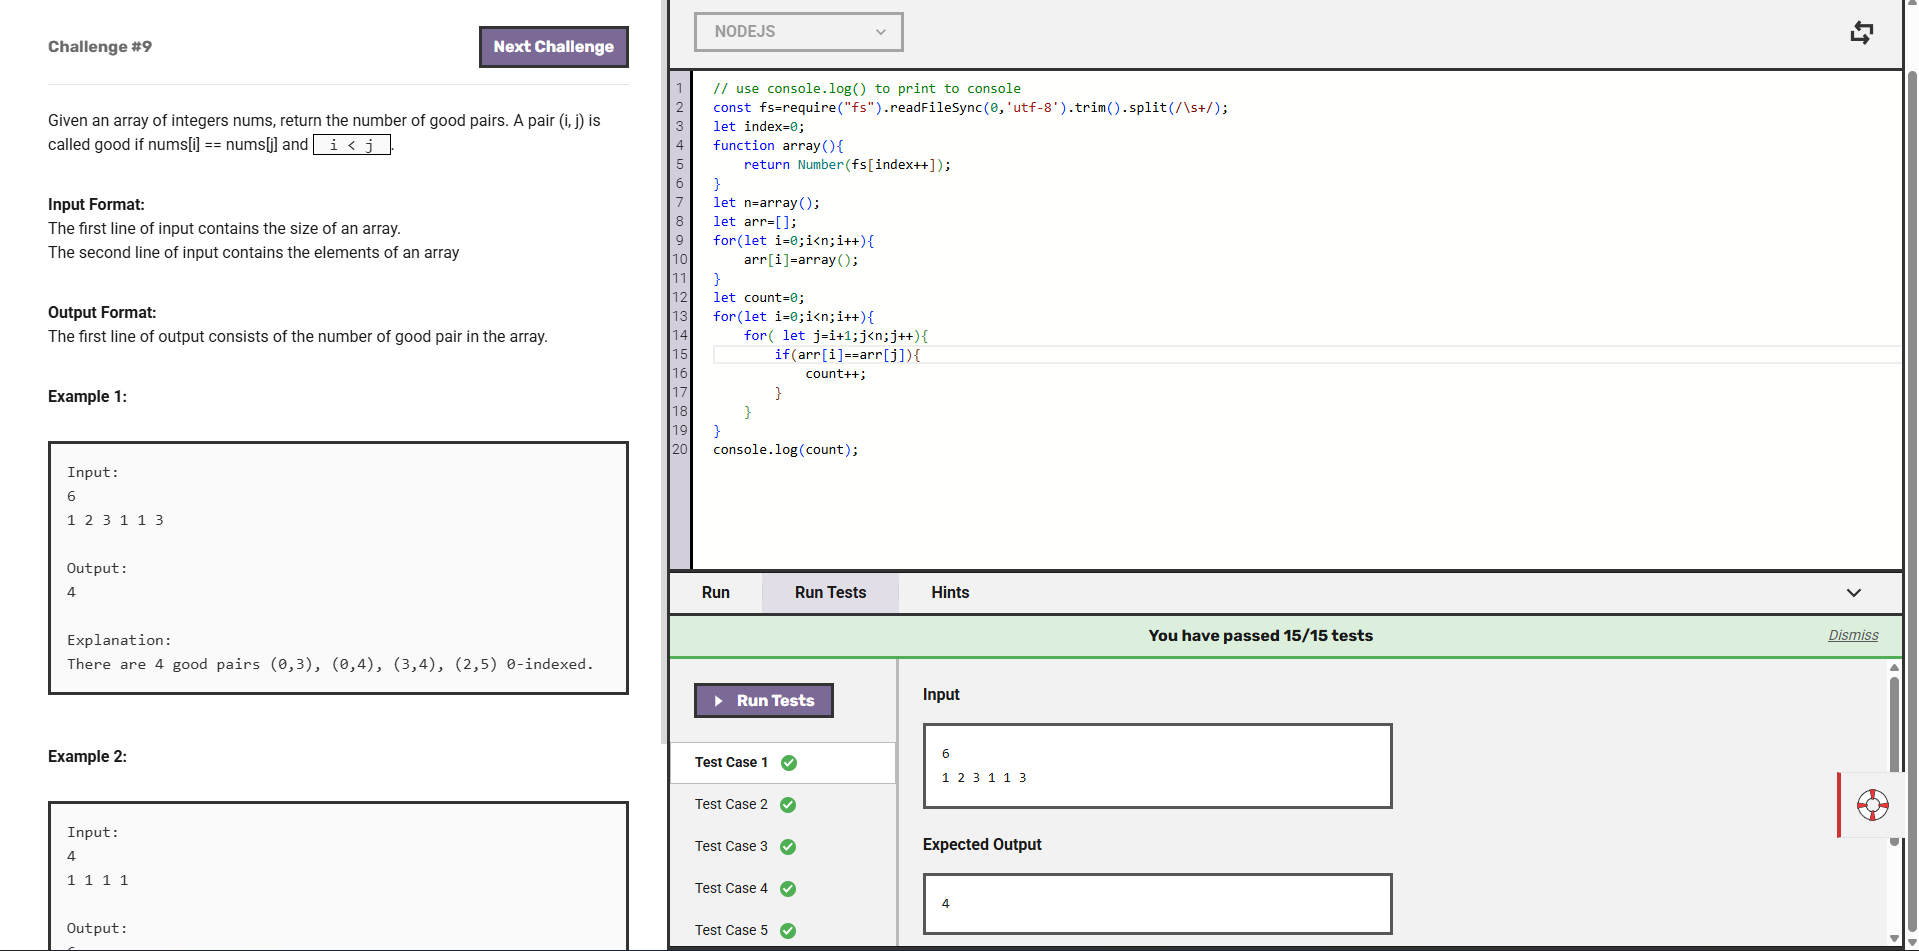 Challenge #9
Next Challenge
Given an array of integers nums, return the number of good pairs. A pair (i, j) is
called good if nums[i] == nums[j] and i < j.
Input Format:
The first line of input contains the size of an array.
The second line of input contains the elements of an array
Output Format:
The first line of output consists of the number of good pair in the array.
Example 1:
Input:
6
1 2 3 1 1 3
Output:
4
Explanation:
There are 4 good pairs (0,3), (0,4), (3,4), (2,5) 0-indexed.
Example 2:
Input:
4
1 1 1 1
Output:
NODEJS
1 // use console.log() to print to console
2 const fs=require("fs").readFileSync(0,'utf-8').trim().split(/\s+/);
3 let index=0;
4 function array(){
5     return Number(fs[index++]);
6 }
7 let n=array();
8 let arr=[];
9 for(let i=0;i<n;i++){
10     arr[i]=array();
11 }
12 let count=0;
13 for(let i=0;i<n;i++){
14     for( let j=i+1;j<n;j++){
15         if(arr[i]==arr[j]){
16             count++;
17         }
18     }
19 }
20 console.log(count);
Run
Run Tests
Hints
You have passed 15/15 tests
Dismiss
Run Tests
Test Case 1
Test Case 2
Test Case 3
Test Case 4
Test Case 5
Input
6
1 2 3 1 1 3
Expected Output
4